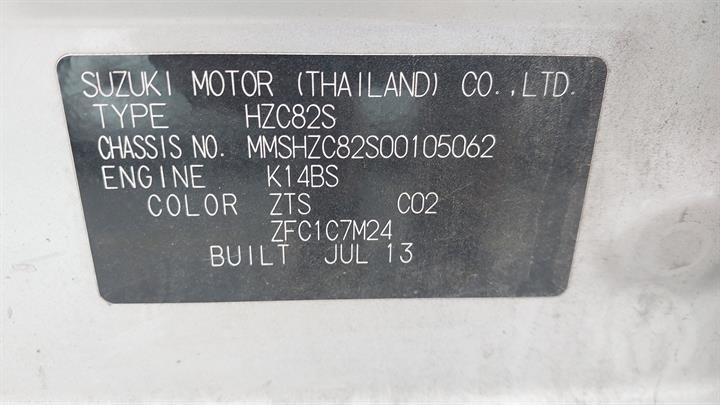 SUZUKI MOTOR (THAILAND) CO.,LTD.
TYPE HZC82S
CHASSIS NO. MMSHZC82S00105062
ENGINE K14BS
COLOR ZTS C02
ZFC1C7M24
BUILT JUL 13